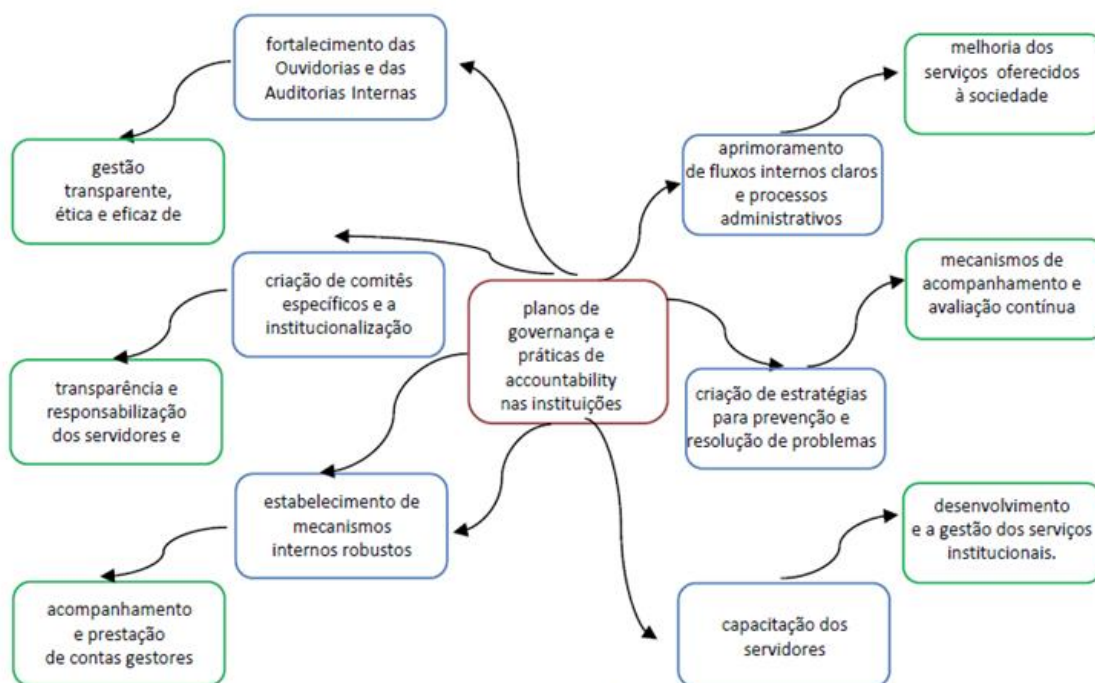 fortalecimento das
Ouvidorias e das
Auditorias Internas
gestão
transparente,
ética e eficaz de
criação de comitês
específicos e a
institucionalização
transparência e
responsabilização
dos servidores e
estabelecimento de
mecanismos
internos robustos
acompanhamento
e prestação
de contas gestores
planos de
governança e
práticas de
accountability
nas instituições
melhoria dos
serviços oferecidos
à sociedade
aprimoramento
de fluxos internos claros
e processos
administrativos
mecanismos de
acompanhamento e
avaliação contínua
criação de estratégias
para prevenção e
resolução de problemas
desenvolvimento
e a gestão dos serviços
institucionais.
capacitação dos
servidores